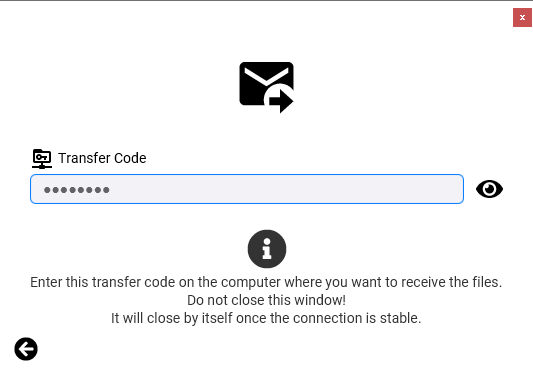 x
Transfer Code
●●●●●●●●
Enter this transfer code on the computer where you want to receive the files.
Do not close this window!
It will close by itself once the connection is stable.